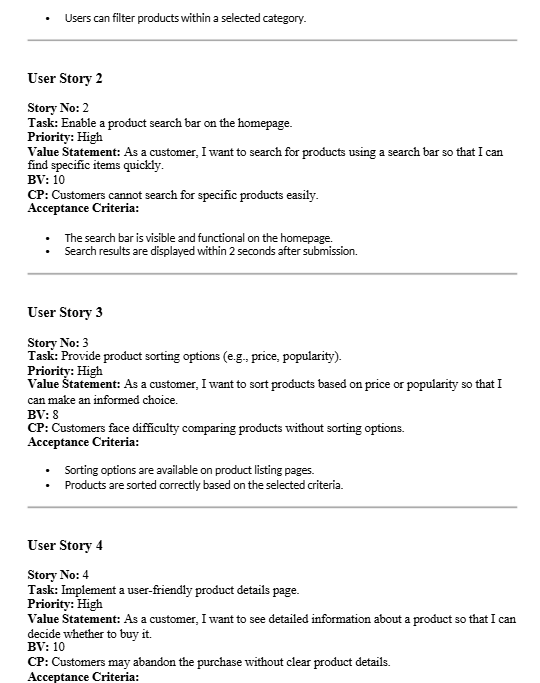 • Users can filter products within a selected category.
User Story 2
Story No: 2
Task: Enable a product search bar on the homepage.
Priority: High
Value Statement: As a customer, I want to search for products using a search bar so that I can
find specific items quickly.
BV: 10
CP: Customers cannot search for specific products easily.
Acceptance Criteria:
• The search bar is visible and functional on the homepage.
• Search results are displayed within 2 seconds after submission.
User Story 3
Story No: 3
Task: Provide product sorting options (e.g., price, popularity).
Priority: High
Value Statement: As a customer, I want to sort products based on price or popularity so that I
can make an informed choice.
BV: 8
CP: Customers face difficulty comparing products without sorting options.
Acceptance Criteria:
• Sorting options are available on product listing pages.
• Products are sorted correctly based on the selected criteria.
User Story 4
Story No: 4
Task: Implement a user-friendly product details page.
Priority: High
Value Statement: As a customer, I want to see detailed information about a product so that I can
decide whether to buy it.
BV: 10
CP: Customers may abandon the purchase without clear product details.
Acceptance Criteria: